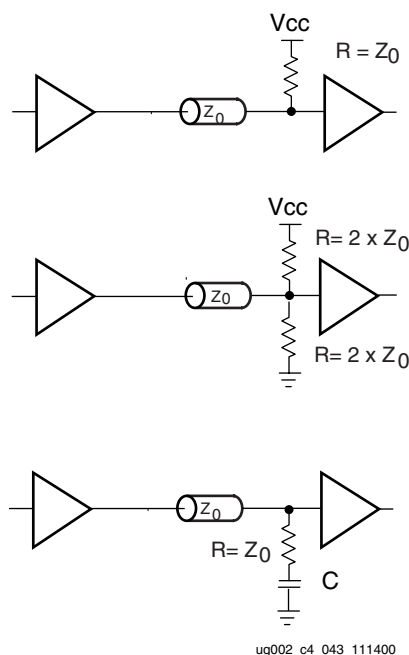 Vcc
R = Z0
Z0
Vcc
R= 2 x Z0
Z0
R= 2 x Z0
Z0
R= Z0
C
ug002_c4_043_111400